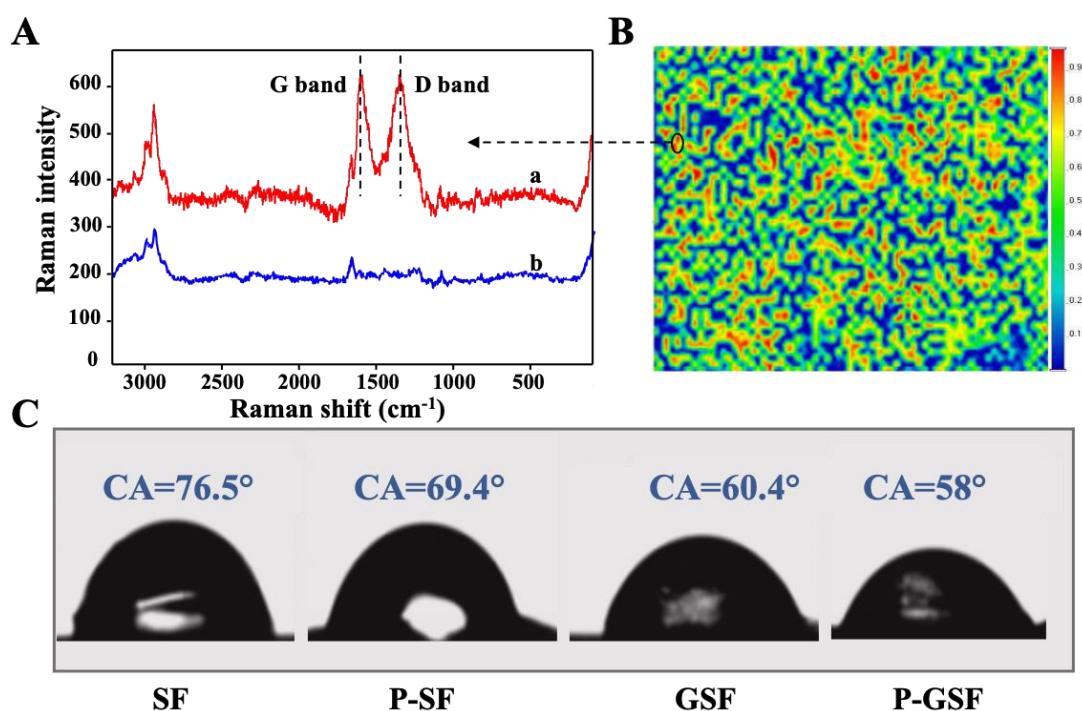 A
B
Raman intensity
600
500
400
300
200
100
0
G band
D band
a
b
3000
2500
2000
1500
1000
500
Raman shift (cm⁻¹)
0.9
0.8
0.7
0.6
0.5
0.4
0.3
0.2
0.1
C
CA=76.5°
CA=69.4°
CA=60.4°
CA=58°
SF
P-SF
GSF
P-GSF